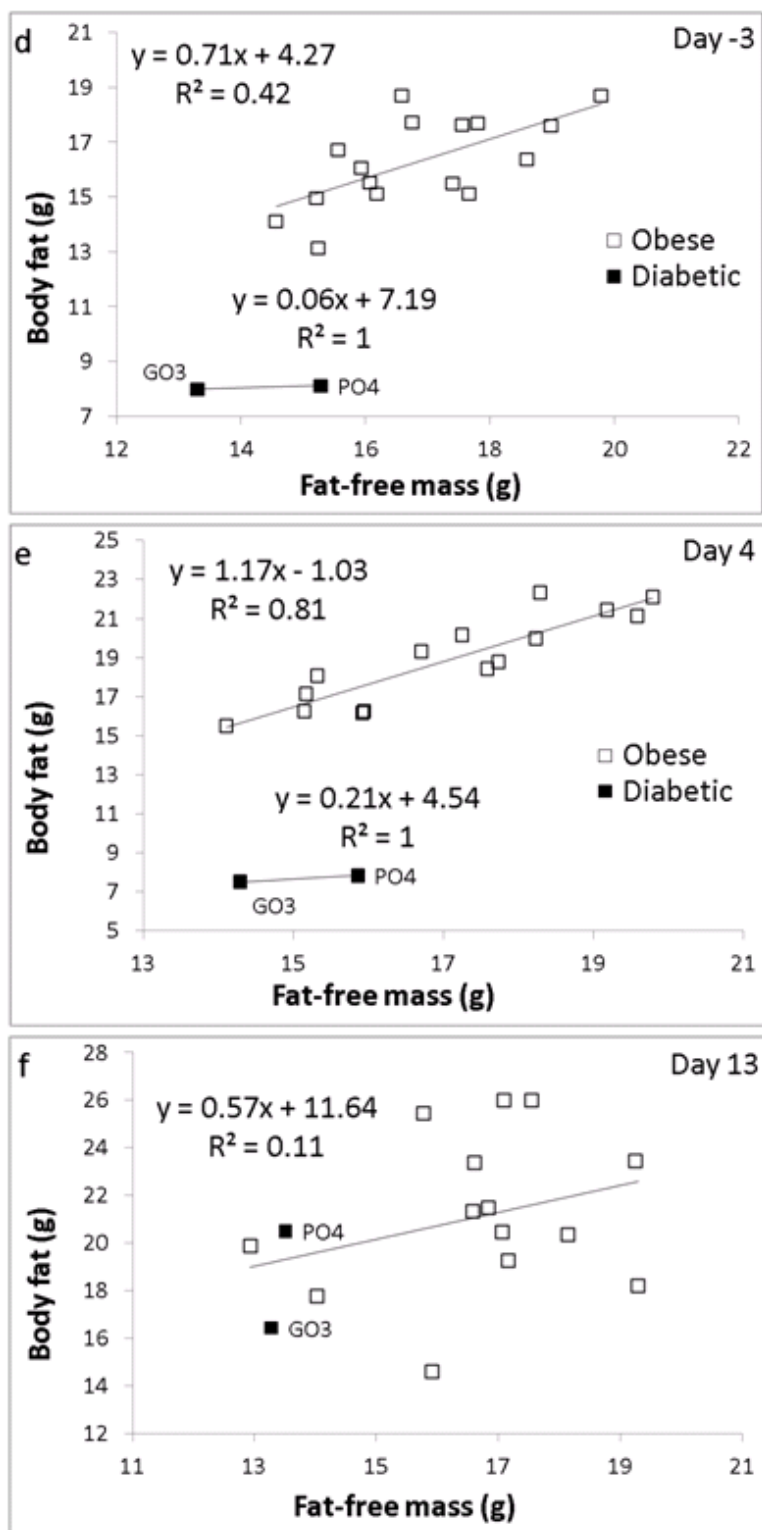 d
Day -3
y = 0.71x + 4.27
R² = 0.42
19
17
15
13
11
9
7
Body fat (g)
Obese
Diabetic
y = 0.06x + 7.19
R² = 1
GO3
PO4
12 14 16 18 20 22
Fat-free mass (g)
e
Day 4
y = 1.17x - 1.03
R² = 0.81
25
23
21
19
17
15
13
11
9
7
5
Body fat (g)
Obese
Diabetic
y = 0.21x + 4.54
R² = 1
PO4
GO3
13 15 17 19 21
Fat-free mass (g)
f
Day 13
y = 0.57x + 11.64
R² = 0.11
28
26
24
22
20
18
16
14
12
Body fat (g)
PO4
GO3
11 13 15 17 19 21
Fat-free mass (g)